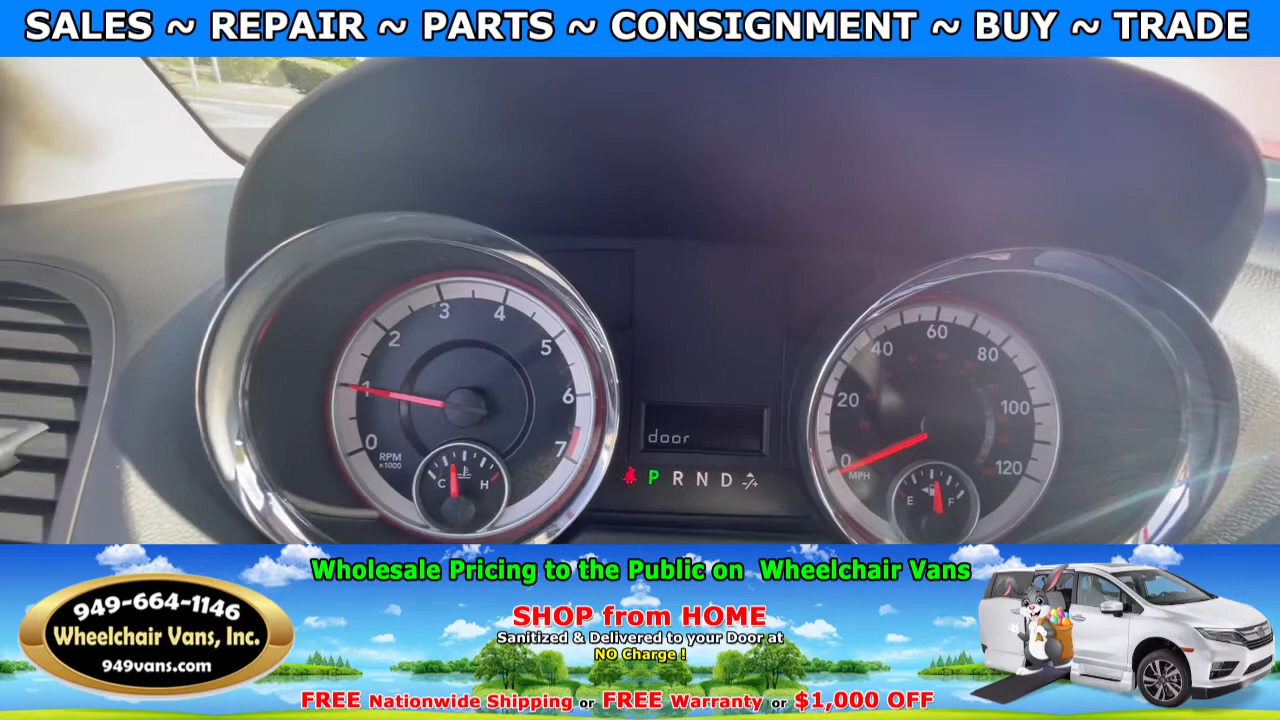 SALES ~ REPAIR ~ PARTS ~ CONSIGNMENT ~ BUY ~ TRADE
0 1 2 3 4 5 6 7
RPM
x1000
C H
door
P R N D +/-
0 20 40 60 80 100 120
MPH
E F
Wholesale Pricing to the Public on Wheelchair Vans
SHOP from HOME
Sanitized & Delivered to your Door at
NO Charge !
FREE Nationwide Shipping or FREE Warranty or $1,000 OFF
949-664-1146
Wheelchair Vans, Inc.
949vans.com